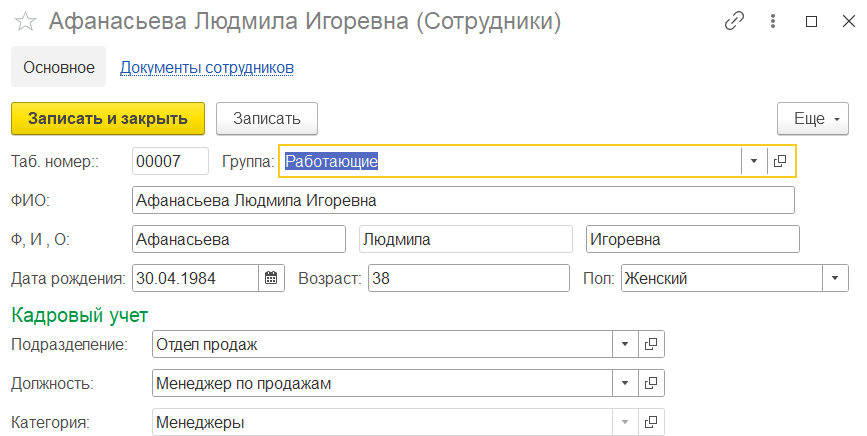 Афанасьева Людмила Игоревна (Сотрудники)
Основное Документы сотрудников
Записать и закрыть Записать Еще
Таб. номер:: 00007 Группа: Работающие
ФИО: Афанасьева Людмила Игоревна
Ф, И , О: Афанасьева Людмила Игоревна
Дата рождения: 30.04.1984 Возраст: 38 Пол: Женский
Кадровый учет
Подразделение: Отдел продаж
Должность: Менеджер по продажам
Категория: Менеджеры